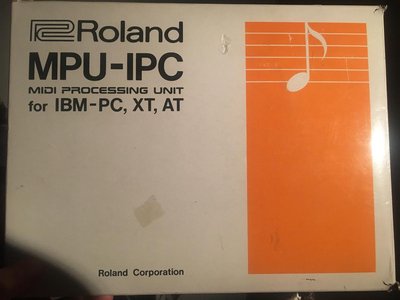 Roland
MPU-IPC
MIDI PROCESSING UNIT
for IBM-PC, XT, AT
Roland Corporation